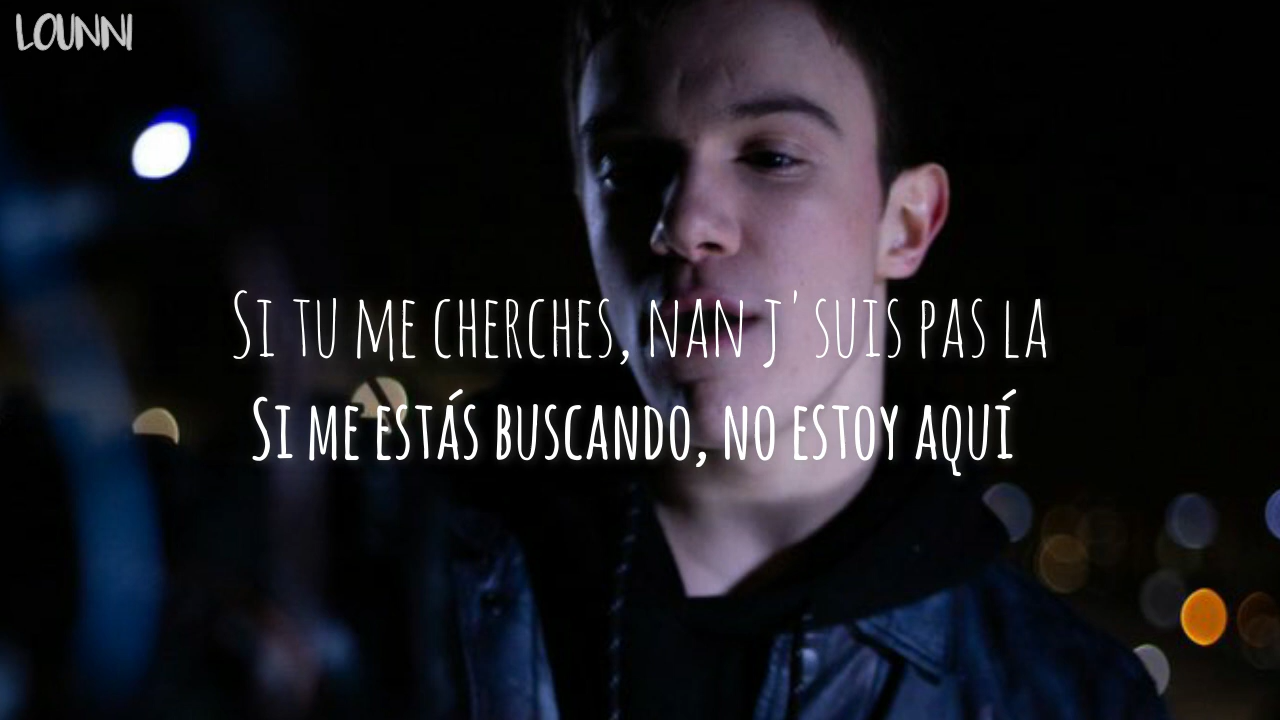 LOUNNI
SI TU ME CHERCHES, NAN J'SUIS PAS LA
SI ME ESTÁS BUSCANDO, NO ESTOY AQUÍ